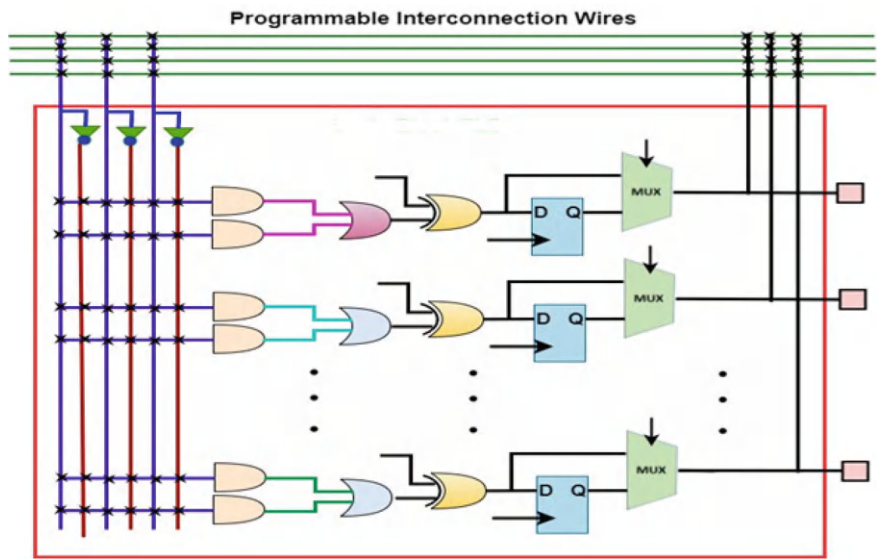 Programmable Interconnection Wires
MUX
D Q
MUX
D Q
MUX
D Q